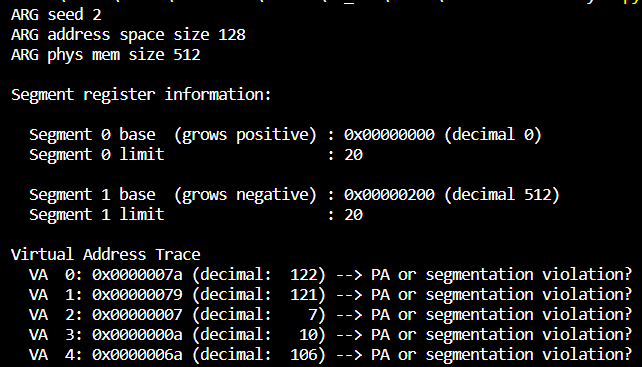 ARG seed 2
ARG address space size 128
ARG phys mem size 512
Segment register information:
Segment 0 base  (grows positive) : 0x00000000 (decimal 0)
Segment 0 limit                  : 20
Segment 1 base  (grows negative) : 0x00000200 (decimal 512)
Segment 1 limit                  : 20
Virtual Address Trace
VA  0: 0x0000007a (decimal:  122) --> PA or segmentation violation?
VA  1: 0x00000079 (decimal:  121) --> PA or segmentation violation?
VA  2: 0x00000007 (decimal:    7) --> PA or segmentation violation?
VA  3: 0x0000000a (decimal:   10) --> PA or segmentation violation?
VA  4: 0x0000006a (decimal:  106) --> PA or segmentation violation?